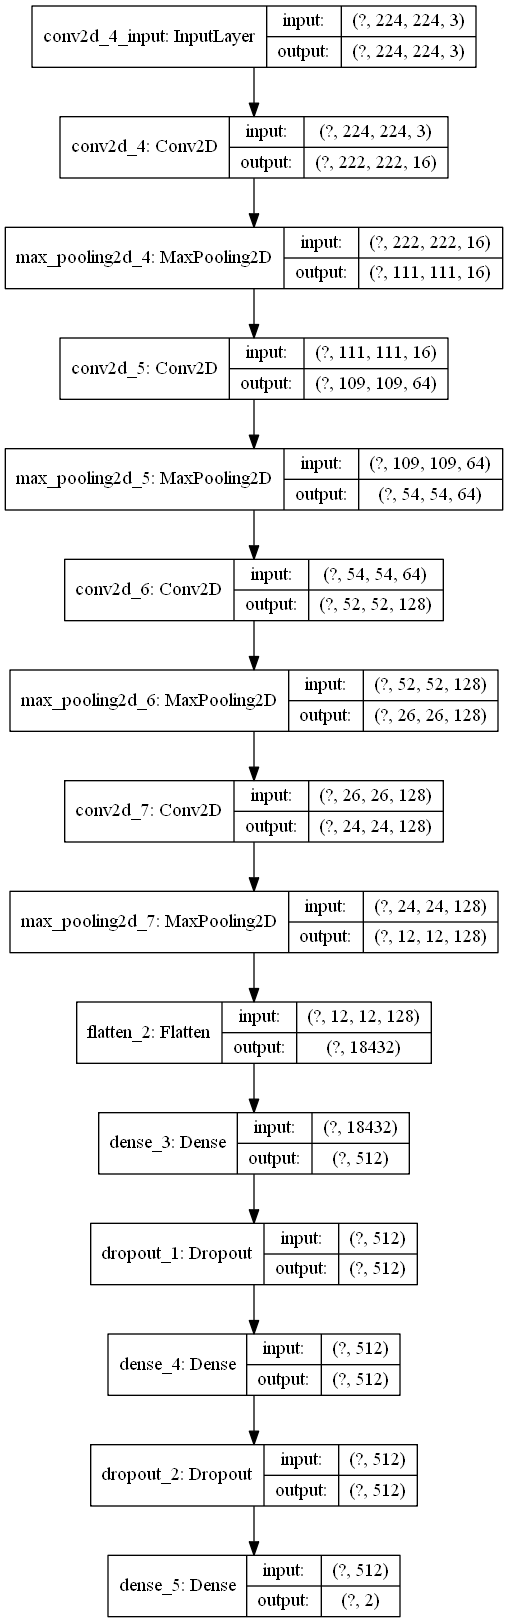 conv2d_4_input: InputLayer input: (?, 224, 224, 3)
output: (?, 224, 224, 3)
conv2d_4: Conv2D input: (?, 224, 224, 3)
output: (?, 222, 222, 16)
max_pooling2d_4: MaxPooling2D input: (?, 222, 222, 16)
output: (?, 111, 111, 16)
conv2d_5: Conv2D input: (?, 111, 111, 16)
output: (?, 109, 109, 64)
max_pooling2d_5: MaxPooling2D input: (?, 109, 109, 64)
output: (?, 54, 54, 64)
conv2d_6: Conv2D input: (?, 54, 54, 64)
output: (?, 52, 52, 128)
max_pooling2d_6: MaxPooling2D input: (?, 52, 52, 128)
output: (?, 26, 26, 128)
conv2d_7: Conv2D input: (?, 26, 26, 128)
output: (?, 24, 24, 128)
max_pooling2d_7: MaxPooling2D input: (?, 24, 24, 128)
output: (?, 12, 12, 128)
flatten_2: Flatten input: (?, 12, 12, 128)
output: (?, 18432)
dense_3: Dense input: (?, 18432)
output: (?, 512)
dropout_1: Dropout input: (?, 512)
output: (?, 512)
dense_4: Dense input: (?, 512)
output: (?, 512)
dropout_2: Dropout input: (?, 512)
output: (?, 512)
dense_5: Dense input: (?, 512)
output: (?, 2)